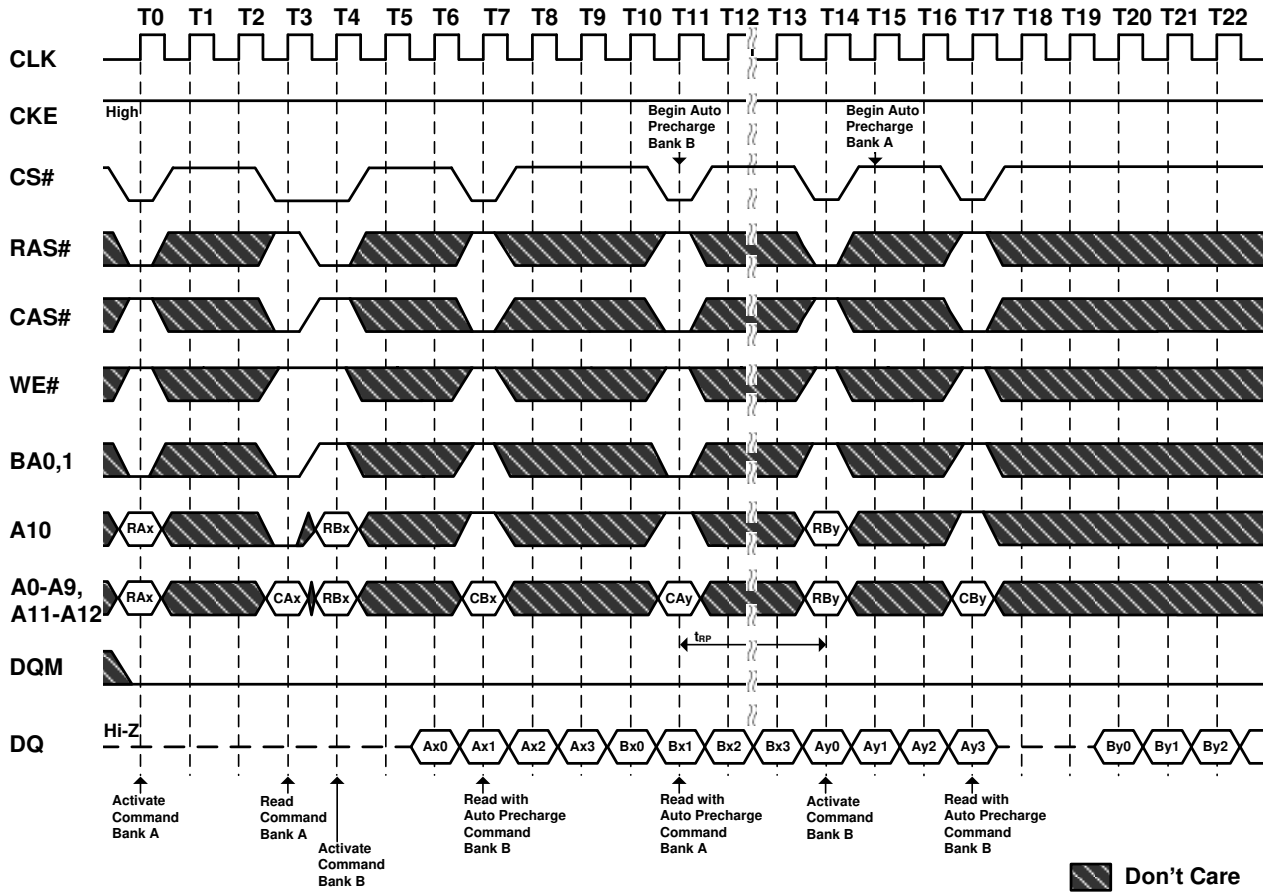 T0 T1 T2 T3 T4 T5 T6 T7 T8 T9 T10 T11 T12 T13 T14 T15 T16 T17 T18 T19 T20 T21 T22
CLK
CKE
High
Begin Auto
Precharge
Bank B
Begin Auto
Precharge
Bank A
CS#
RAS#
CAS#
WE#
BA0,1
A10
RAx RBx RBy
A0-A9,
A11-A12
RAx CAx RBx CBx CAy RBy CBy
tRP
DQM
Hi-Z
DQ
Ax0 Ax1 Ax2 Ax3 Bx0 Bx1 Bx2 Bx3 Ay0 Ay1 Ay2 Ay3 By0 By1 By2
Activate
Command
Bank A
Read
Command
Bank A
Activate
Command
Bank B
Read with
Auto Precharge
Command
Bank B
Read with
Auto Precharge
Command
Bank A
Activate
Command
Bank B
Read with
Auto Precharge
Command
Bank B
Don't Care